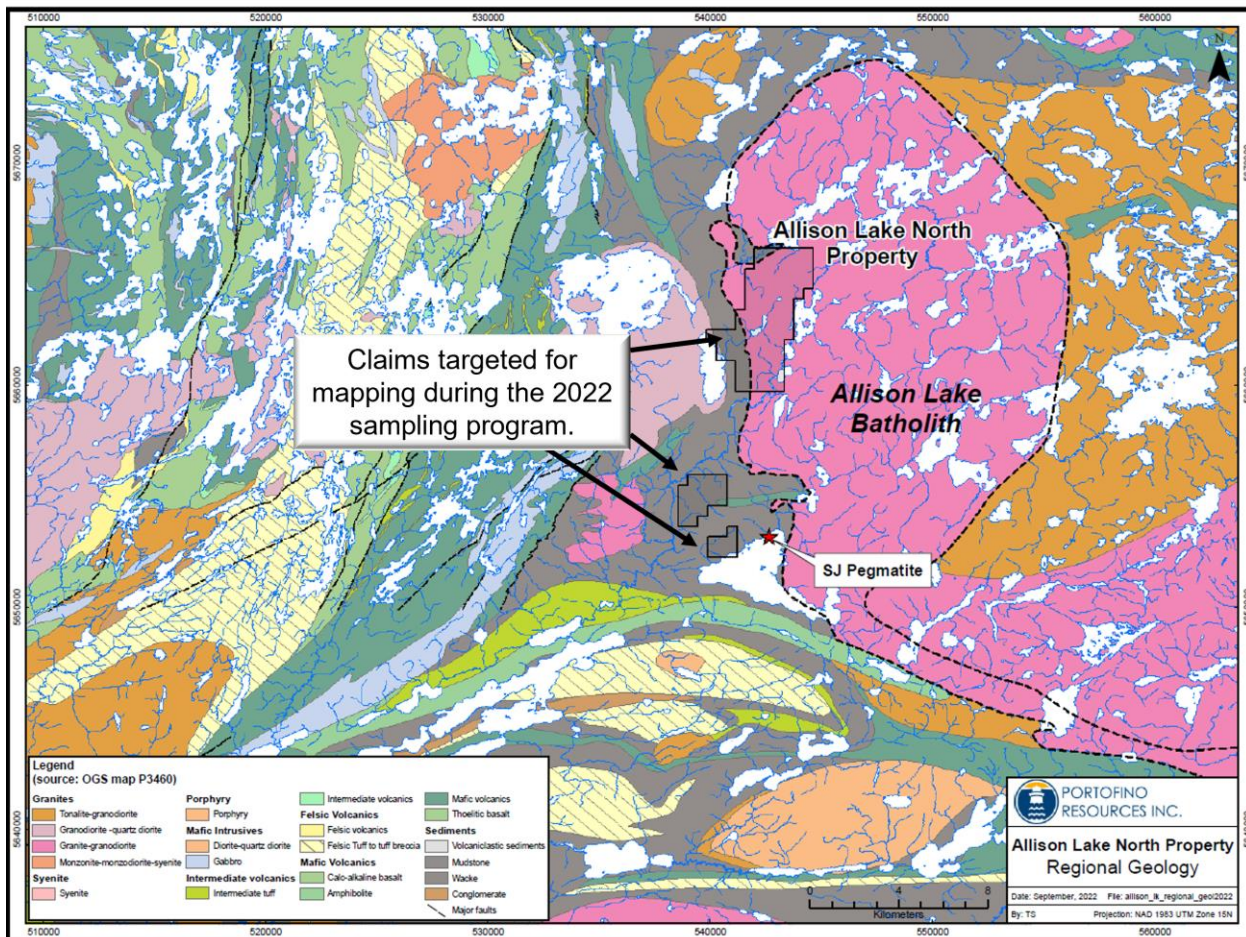 510000
520000
530000
540000
550000
560000
N
5670000
5670000
Allison Lake North
Property
Claims targeted for
mapping during the 2022
sampling program.
5660000
Allison Lake
Batholith
SJ Pegmatite
5650000
5640000
Legend
(source: OGS map P3460)
Granites
Tonalite-granodiorite
Granodiorite -quartz diorite
Granite-granodiorite
Monzonite-monzodiorite-syenite
Syenite
Syenite
Porphyry
Porphyry
Mafic Intrusives
Diorite-quartz diorite
Gabbro
Intermediate volcanics
Intermediate tuff
Intermediate volcanics
Felsic Volcanics
Felsic volcanics
Felsic Tuff to tuff breccia
Mafic Volcanics
Calc-alkaline basalt
Amphibolite
Mafic volcanics
Thoelitic basalt
Sediments
Volcaniclastic sediments
Mudstone
Wacke
Conglomerate
Major faults
0 4 8
Kilometers
PORTOFINO
RESOURCES INC.
Allison Lake North Property
Regional Geology
Date: September, 2022 File: allison_lk_regional_geol2022
By: TS Projection: NAD 1983 UTM Zone 15N
510000
520000
530000
540000
550000
560000